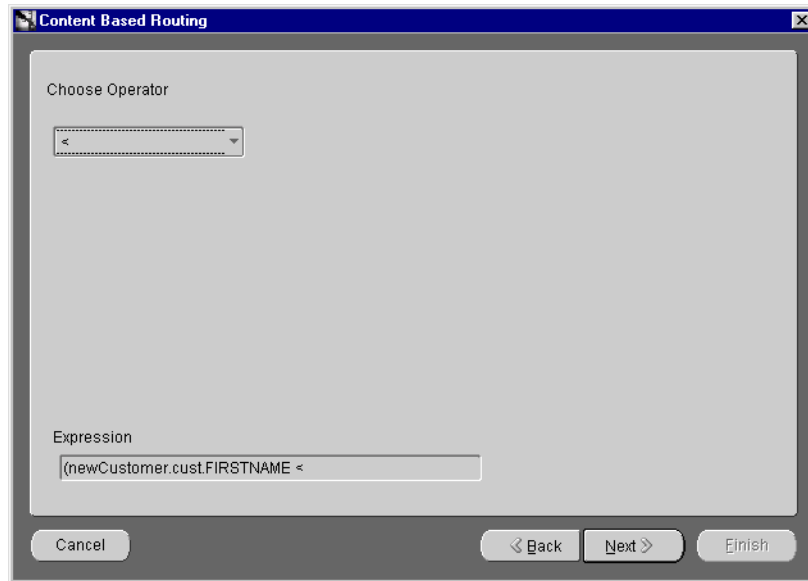 Content Based Routing
Choose Operator
<
Expression
(newCustomer.cust.FIRSTNAME <
Cancel
Back
Next
Finish